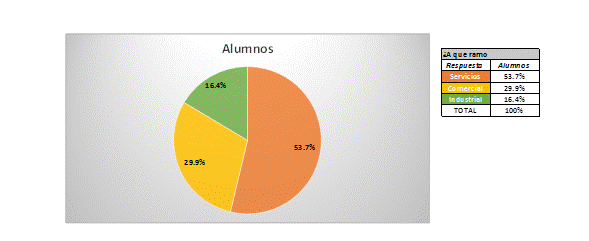 Alumnos
16.4%
53.7%
29.9%
¿A que ramo
Respuesta Alumnos
Servicios 53.7%
Comercial 29.9%
Industrial 16.4%
TOTAL 100%